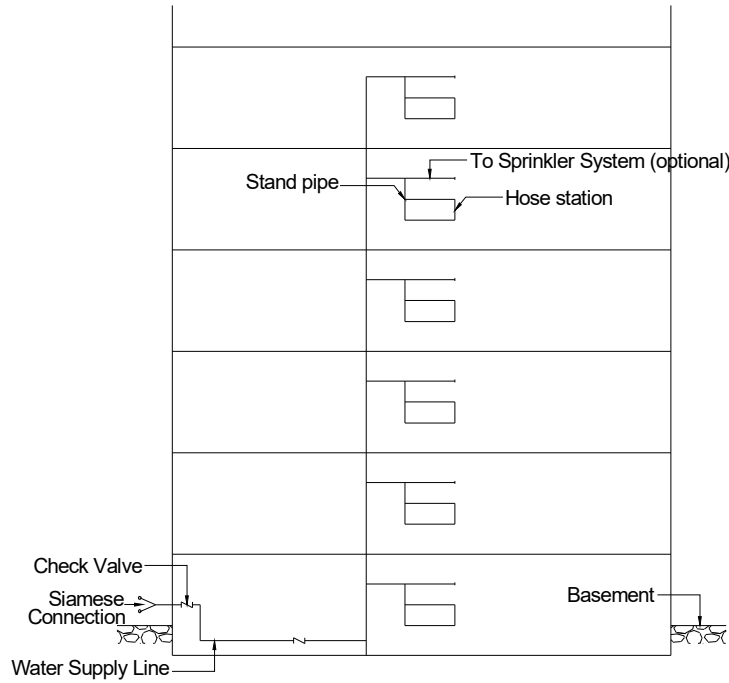 To Sprinkler System (optional)
Stand pipe
Hose station
Check Valve
Siamese
Connection
Basement
Water Supply Line